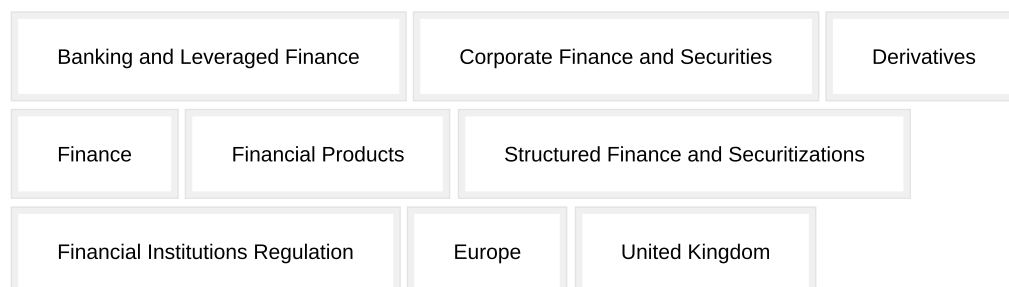 Banking and Leveraged Finance Corporate Finance and Securities Derivatives
Finance Financial Products Structured Finance and Securitizations
Financial Institutions Regulation Europe United Kingdom